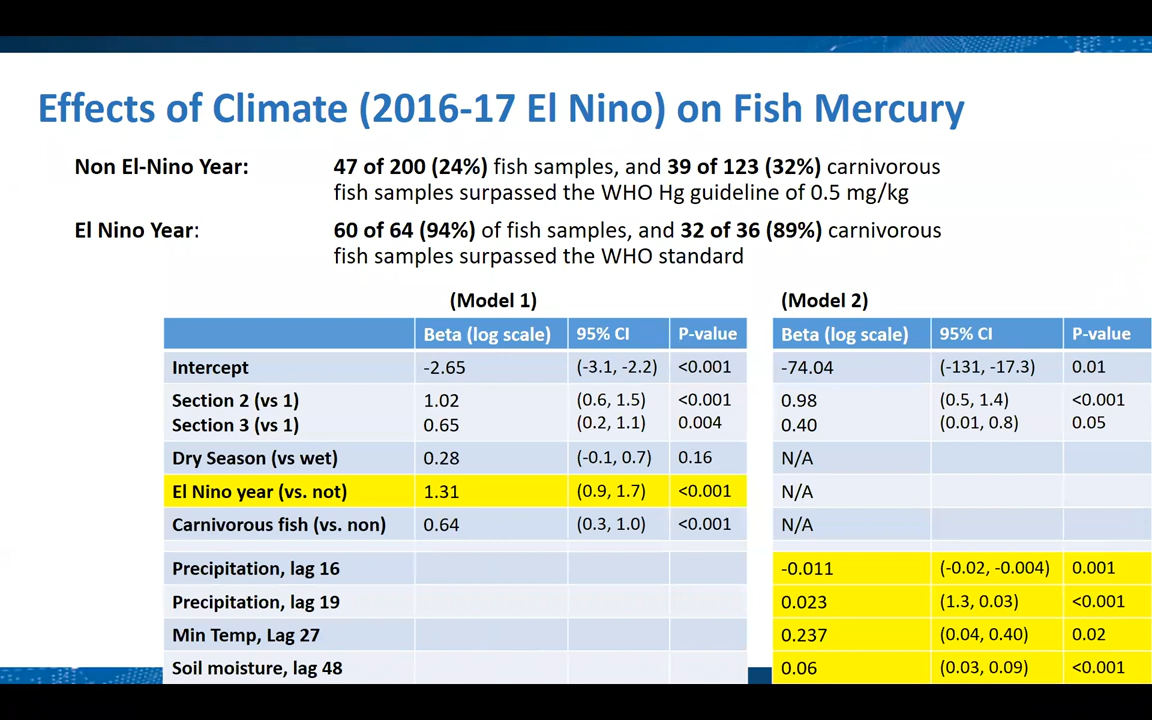 Effects of Climate (2016-17 El Nino) on Fish Mercury
Non El-Nino Year: 47 of 200 (24%) fish samples, and 39 of 123 (32%) carnivorous
fish samples surpassed the WHO Hg guideline of 0.5 mg/kg
El Nino Year: 60 of 64 (94%) of fish samples, and 32 of 36 (89%) carnivorous
fish samples surpassed the WHO standard
(Model 1) (Model 2)
Beta (log scale) 95% CI P-value Beta (log scale) 95% CI P-value
Intercept -2.65 (-3.1, -2.2) <0.001 -74.04 (-131, -17.3) 0.01
Section 2 (vs 1) 1.02 (0.6, 1.5) <0.001 0.98 (0.5, 1.4) <0.001
Section 3 (vs 1) 0.65 (0.2, 1.1) 0.004 0.40 (0.01, 0.8) 0.05
Dry Season (vs wet) 0.28 (-0.1, 0.7) 0.16 N/A
El Nino year (vs. not) 1.31 (0.9, 1.7) <0.001 N/A
Carnivorous fish (vs. non) 0.64 (0.3, 1.0) <0.001 N/A
Precipitation, lag 16 -0.011 (-0.02, -0.004) 0.001
Precipitation, lag 19 0.023 (1.3, 0.03) <0.001
Min Temp, Lag 27 0.237 (0.04, 0.40) 0.02
Soil moisture, lag 48 0.06 (0.03, 0.09) <0.001